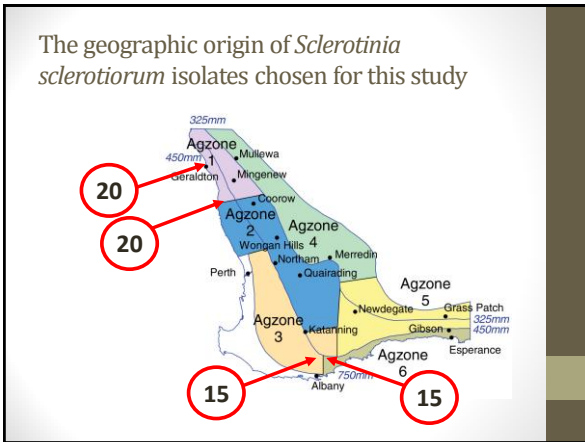 The geographic origin of Sclerotinia
sclerotiorum isolates chosen for this study
325mm
Agzone
1
450mm
Mullewa
Geraldton
Mingenew
20
Coorow
20
Agzone
2
Agzone
4
Wongan Hills
Northam
Merredin
Perth
Quairading
Agzone
5
Newdegate
Grass Patch
325mm
Agzone
3
Katanning
Gibson
450mm
Esperance
Agzone
6
15
750mm
15
Albany